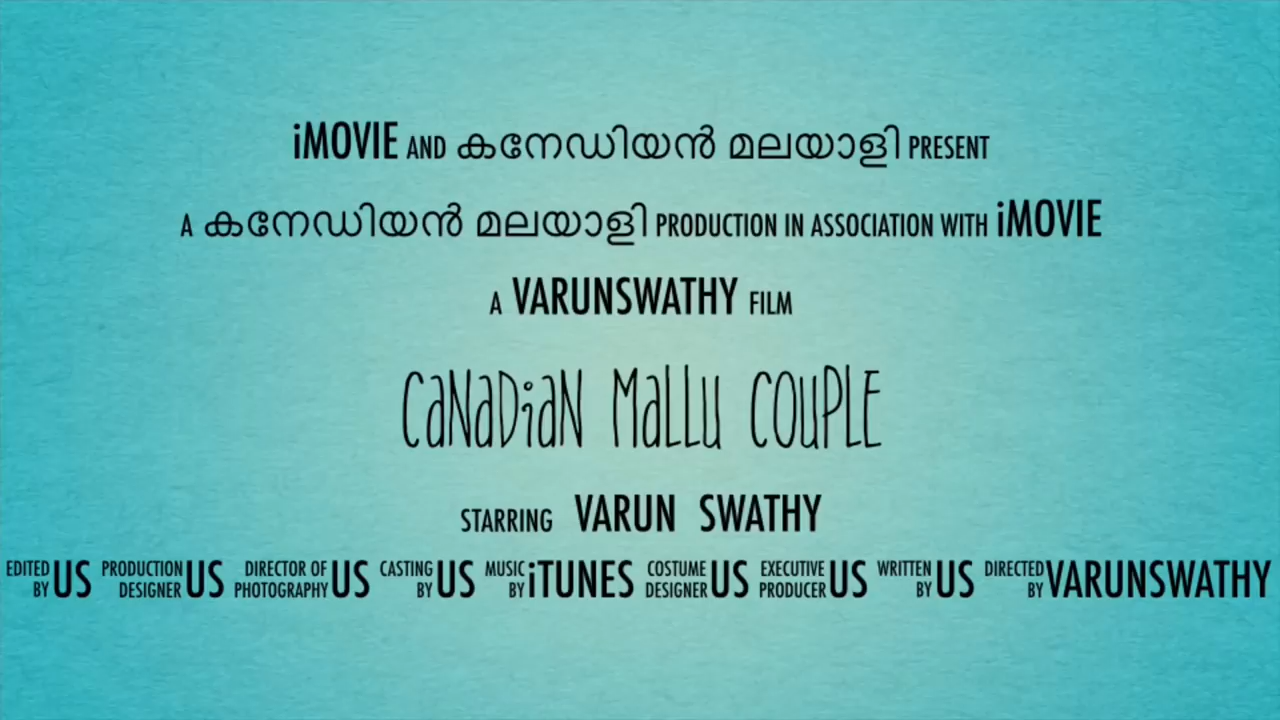 iMOVIE AND കനേഡിയൻ മലയാളി PRESENT
A കനേഡിയൻ മലയാളി PRODUCTION IN ASSOCIATION WITH iMOVIE
A VARUNSWATHY FILM
CANADIAN MALLU COUPLE
STARRING VARUN SWATHY
EDITED BY US PRODUCTION DESIGNER US DIRECTOR OF PHOTOGRAPHY US CASTING BY US MUSIC BY iTUNES COSTUME DESIGNER US EXECUTIVE PRODUCER US WRITTEN BY US DIRECTED BY VARUNSWATHY